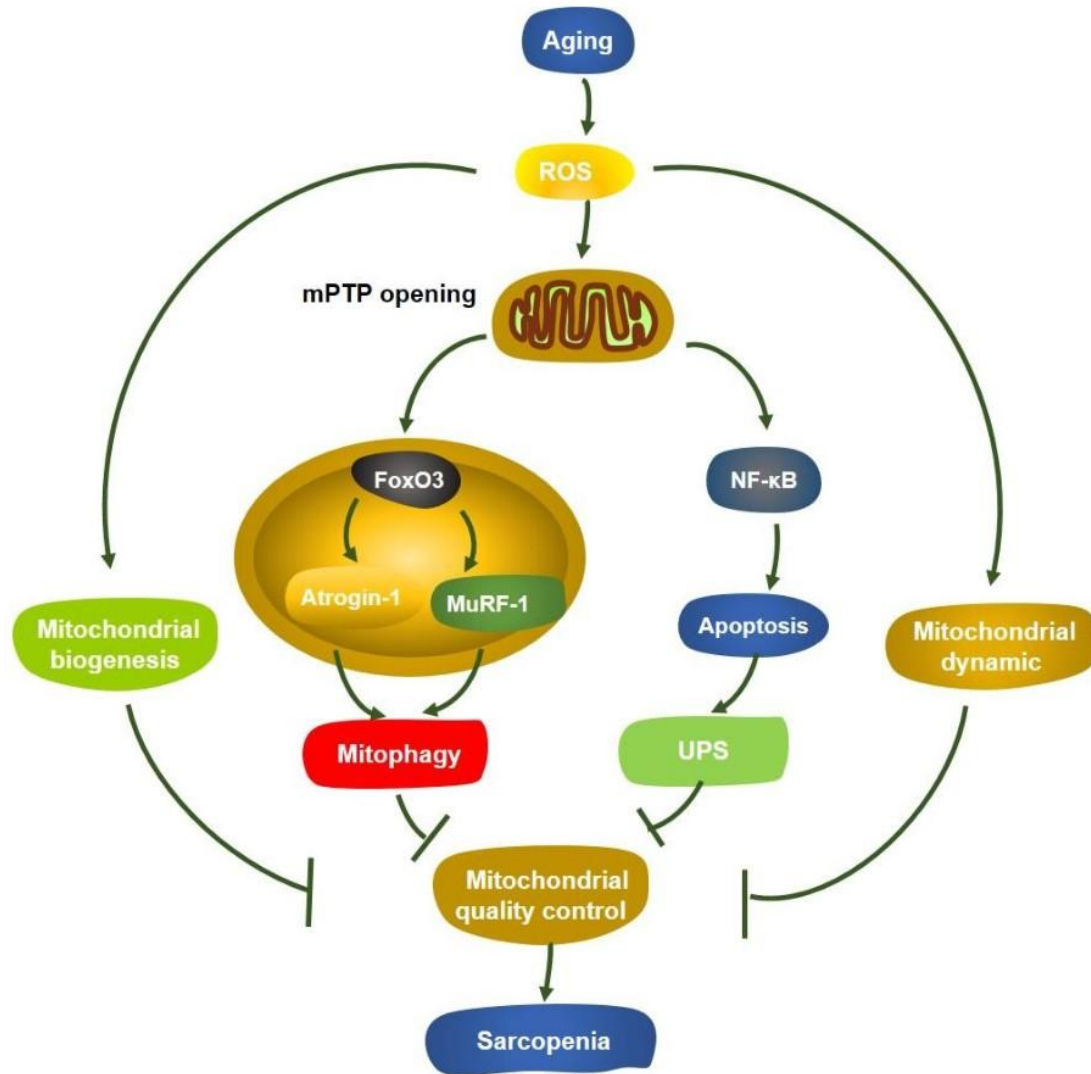 Aging
ROS
mPTP opening
FoxO3
NF-κB
Atrogin-1
MuRF-1
Apoptosis
Mitochondrial
biogenesis
Mitochondrial
dynamic
Mitophagy
UPS
Mitochondrial
quality control
Sarcopenia